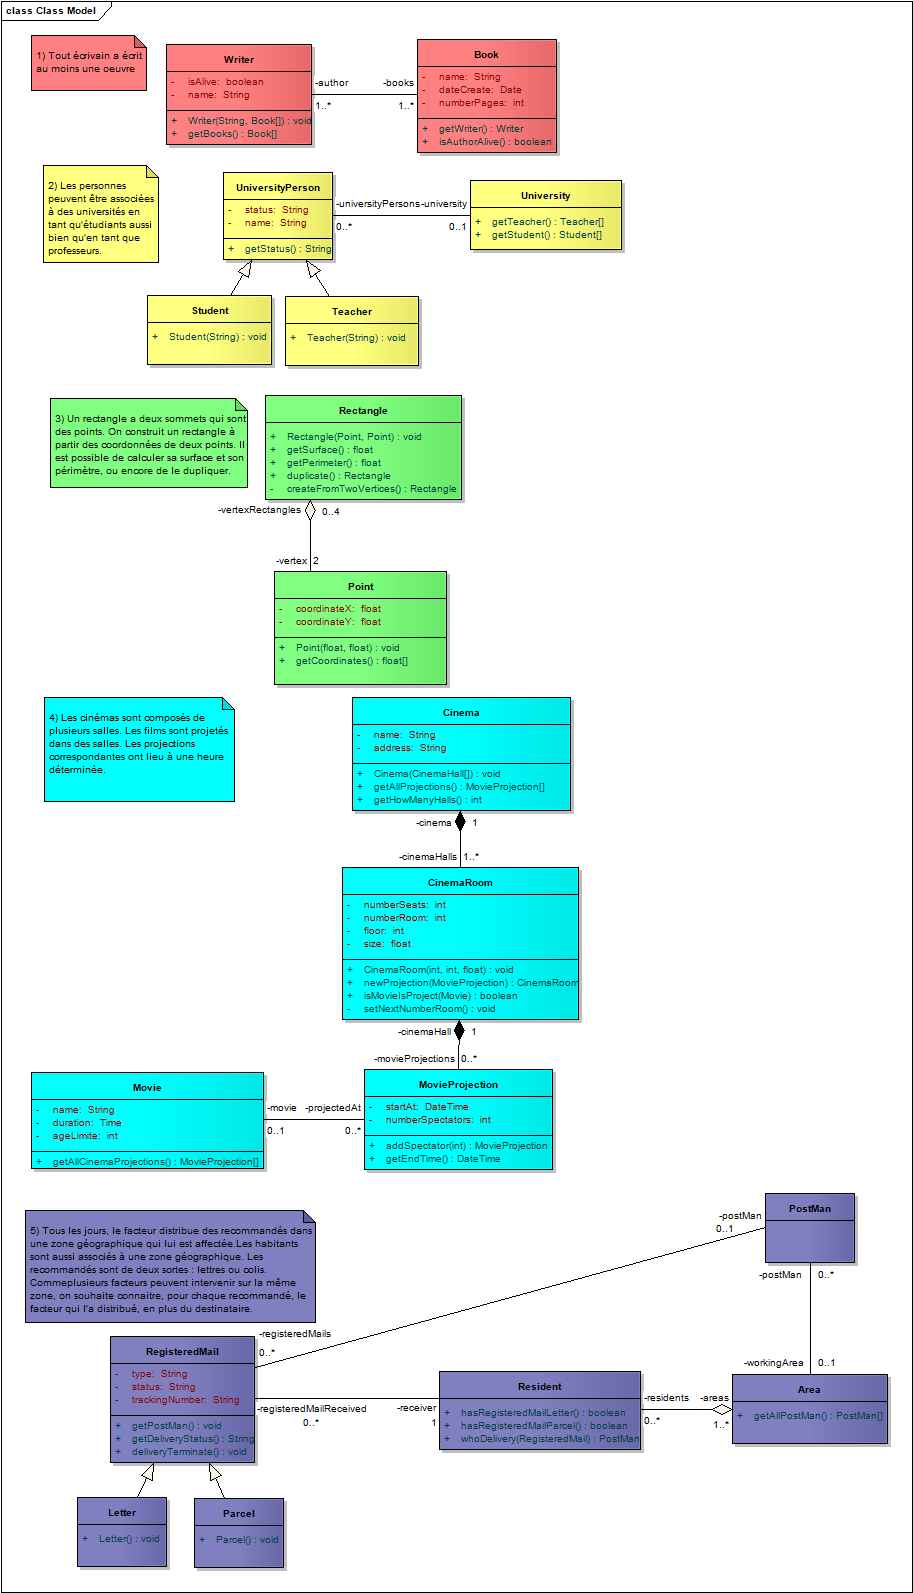 class Class Model
1) Tout écrivain a écrit
au moins une oeuvre
Writer
- isAlive: boolean
- name: String
+ Writer(String, Book[]) : void
+ getBooks() : Book[]
-author
1..*
-books
1..*
Book
- name: String
- dateCreate: Date
- numberPages: int
+ getWriter() : Writer
+ isAuthorAlive() : boolean
2) Les personnes
peuvent être associées
à des universités en
tant qu'étudiants aussi
bien qu'en tant que
professeurs.
UniversityPerson
- status: String
- name: String
+ getStatus() : String
-universityPersons
-university
0..*
0..1
University
+ getTeacher() : Teacher[]
+ getStudent() : Student[]
Student
+ Student(String) : void
Teacher
+ Teacher(String) : void
3) Un rectangle a deux sommets qui sont
des points. On construit un rectangle à
partir des coordonnées de deux points. Il
est possible de calculer sa surface et son
périmètre, ou encore de le dupliquer.
Rectangle
+ Rectangle(Point, Point) : void
+ getSurface() : float
+ getPerimeter() : float
+ duplicate() : Rectangle
- createFromTwoVertices() : Rectangle
-vertexRectangles
0..4
-vertex
2
Point
- coordinateX: float
- coordinateY: float
+ Point(float, float) : void
+ getCoordinates() : float[]
4) Les cinémas sont composés de
plusieurs salles. Les films sont projetés
dans des salles. Les projections
correspondantes ont lieu à une heure
déterminée.
Cinema
- name: String
- address: String
+ Cinema(CinemaHall[]) : void
+ getAllProjections() : MovieProjection[]
+ getHowManyHalls() : int
-cinema
1
-cinemaHalls
1..*
CinemaRoom
- numberSeats: int
- numberRoom: int
- floor: int
- size: float
+ CinemaRoom(int, int, float) : void
+ newProjection(MovieProjection) : CinemaRoom
+ isMovieIsProject(Movie) : boolean
- setNextNumberRoom() : void
-cinemaHall
1
-movieProjections
0..*
Movie
- name: String
- duration: Time
- ageLimite: int
+ getAllCinemaProjections() : MovieProjection[]
-movie
-projectedAt
0..1
0..*
MovieProjection
- startAt: DateTime
- numberSpectators: int
+ addSpectator(int) : MovieProjection
+ getEndTime() : DateTime
5) Tous les jours, le facteur distribue des recommandés dans
une zone géographique qui lui est affectée.Les habitants
sont aussi associés à une zone géographique. Les
recommandés sont de deux sortes : lettres ou colis.
Commeplusieurs facteurs peuvent intervenir sur la même
zone, on souhaite connaitre, pour chaque recommandé, le
facteur qui l'a distribué, en plus du destinataire.
PostMan
-postMan
0..1
-postMan
0..*
-registeredMails
0..*
-workingArea
0..1
RegisteredMail
- type: String
- status: String
- trackingNumber: String
+ getPostMan() : void
+ getDeliveryStatus() : String
+ deliveryTerminate() : void
-registeredMailReceived
0..*
-receiver
1
Resident
+ hasRegisteredMailLetter() : boolean
+ hasRegisteredMailParcel() : boolean
+ whoDelivery(RegisteredMail) : PostMan
-residents
0..*
-areas
1..*
Area
+ getAllPostMan() : PostMan[]
Letter
+ Letter() : void
Parcel
+ Parcel() : void